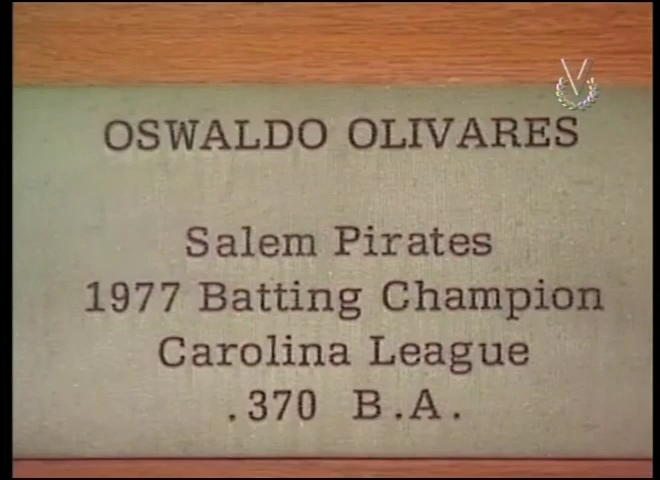 OSWALDO OLIVARES
Salem Pirates
1977 Batting Champion
Carolina League
.370 B.A.